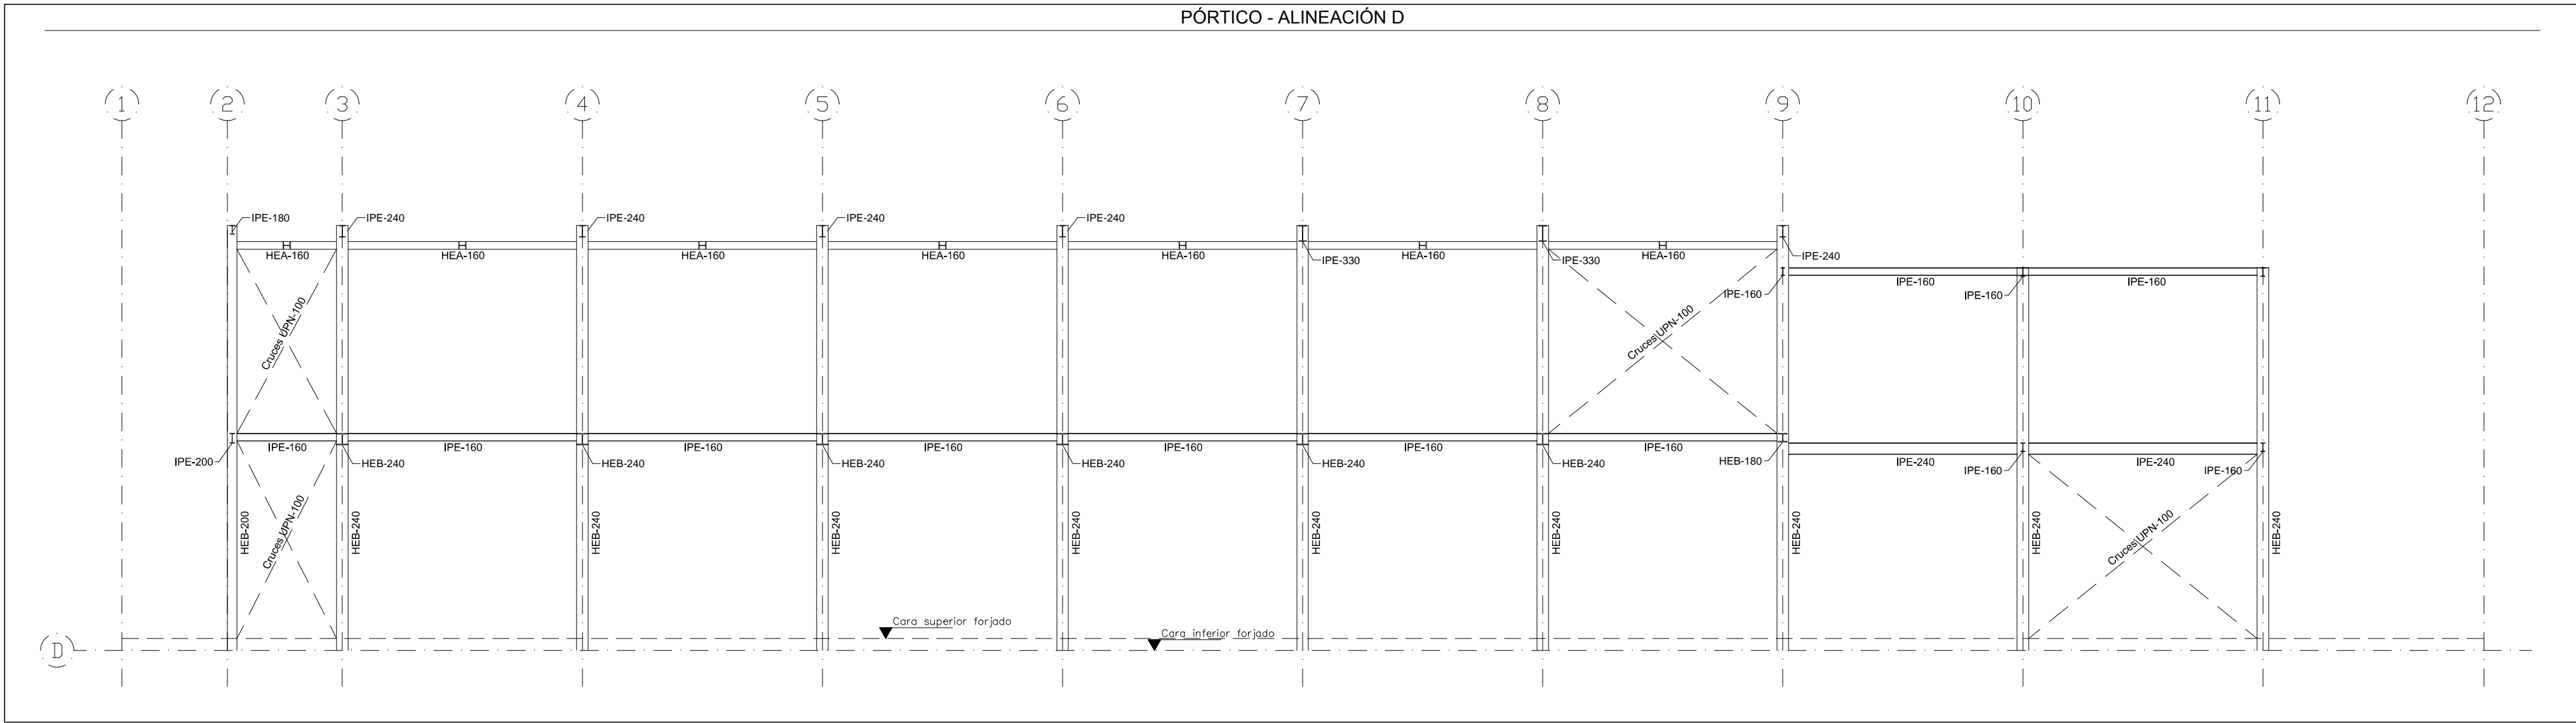 PÓRTICO - ALINEACIÓN D
1 2 3 4 5 6 7 8 9 10 11 12
IPE-180 IPE-240 IPE-240 IPE-240 IPE-240
HEA-160 HEA-160 HEA-160 HEA-160 HEA-160 IPE-330 HEA-160 IPE-330 HEA-160 IPE-240
IPE-160 IPE-160 IPE-160 IPE-160
Cruces UPN-100
Cruces UPN-100
IPE-160 IPE-160 IPE-160 IPE-160 IPE-160 IPE-160 IPE-160
IPE-200 HEB-240 HEB-240 HEB-240 HEB-240 HEB-240 HEB-240 HEB-180 IPE-240 IPE-160 IPE-240 IPE-160
HEB-200
Cruces UPN-100
HEB-240
HEB-240
HEB-240
HEB-240
HEB-240
HEB-240
HEB-240
HEB-240
Cruces UPN-100
HEB-240
Cara superior forjado
Cara inferior forjado
D